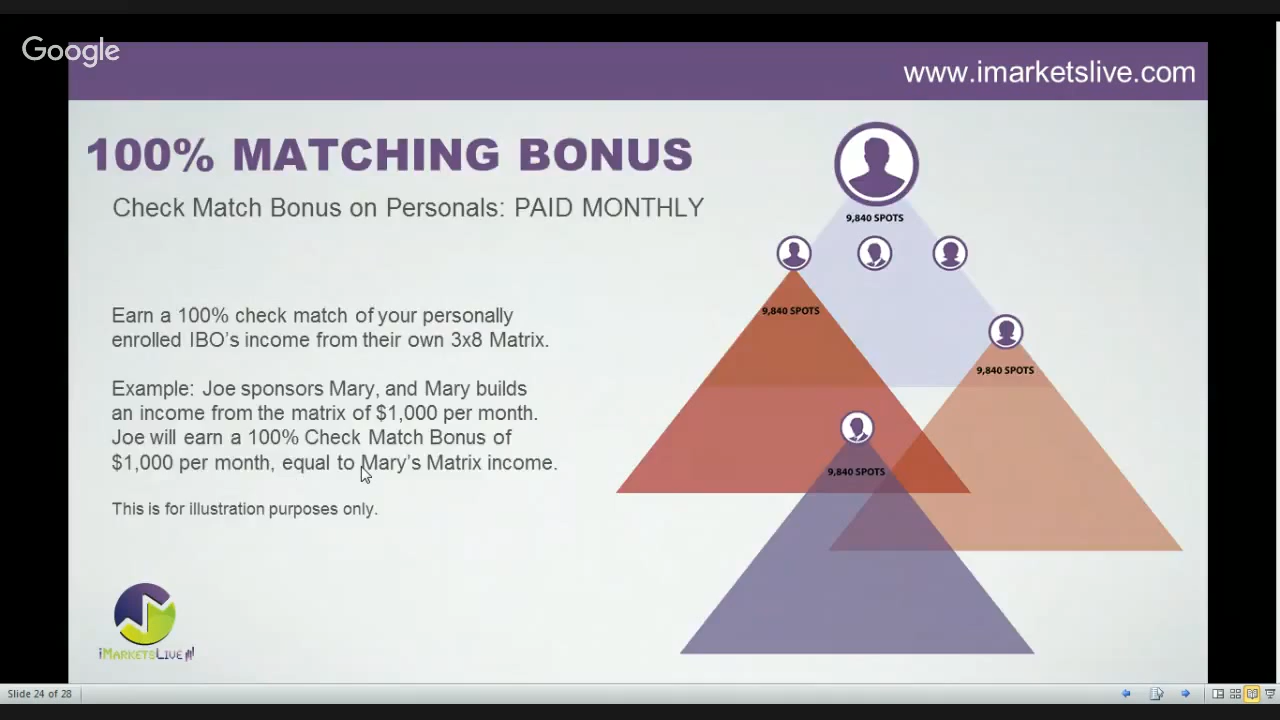 Google
www.imarketslive.com
100% MATCHING BONUS
Check Match Bonus on Personals: PAID MONTHLY
9,840 SPOTS
9,840 SPOTS
9,840 SPOTS
9,840 SPOTS
Earn a 100% check match of your personally
enrolled IBO's income from their own 3x8 Matrix.
Example: Joe sponsors Mary, and Mary builds
an income from the matrix of $1,000 per month.
Joe will earn a 100% Check Match Bonus of
$1,000 per month, equal to Mary's Matrix income.
This is for illustration purposes only.
iMarketsLive
Slide 24 of 28